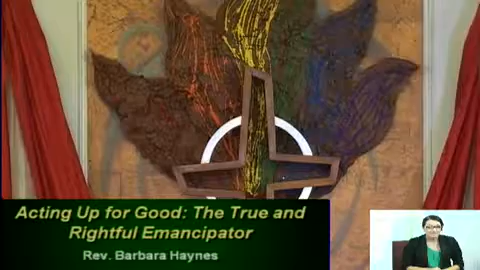 Acting Up for Good: The True and
Rightful Emancipator
Rev. Barbara Haynes